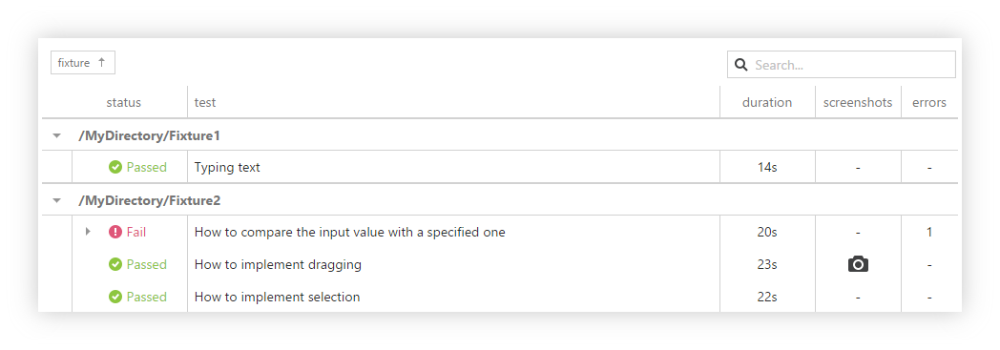 fixture ↑
Search...
status test duration screenshots errors
/MyDirectory/Fixture1
Passed Typing text 14s - -
/MyDirectory/Fixture2
Fail How to compare the input value with a specified one 20s - 1
Passed How to implement dragging 23s -
Passed How to implement selection 22s - -